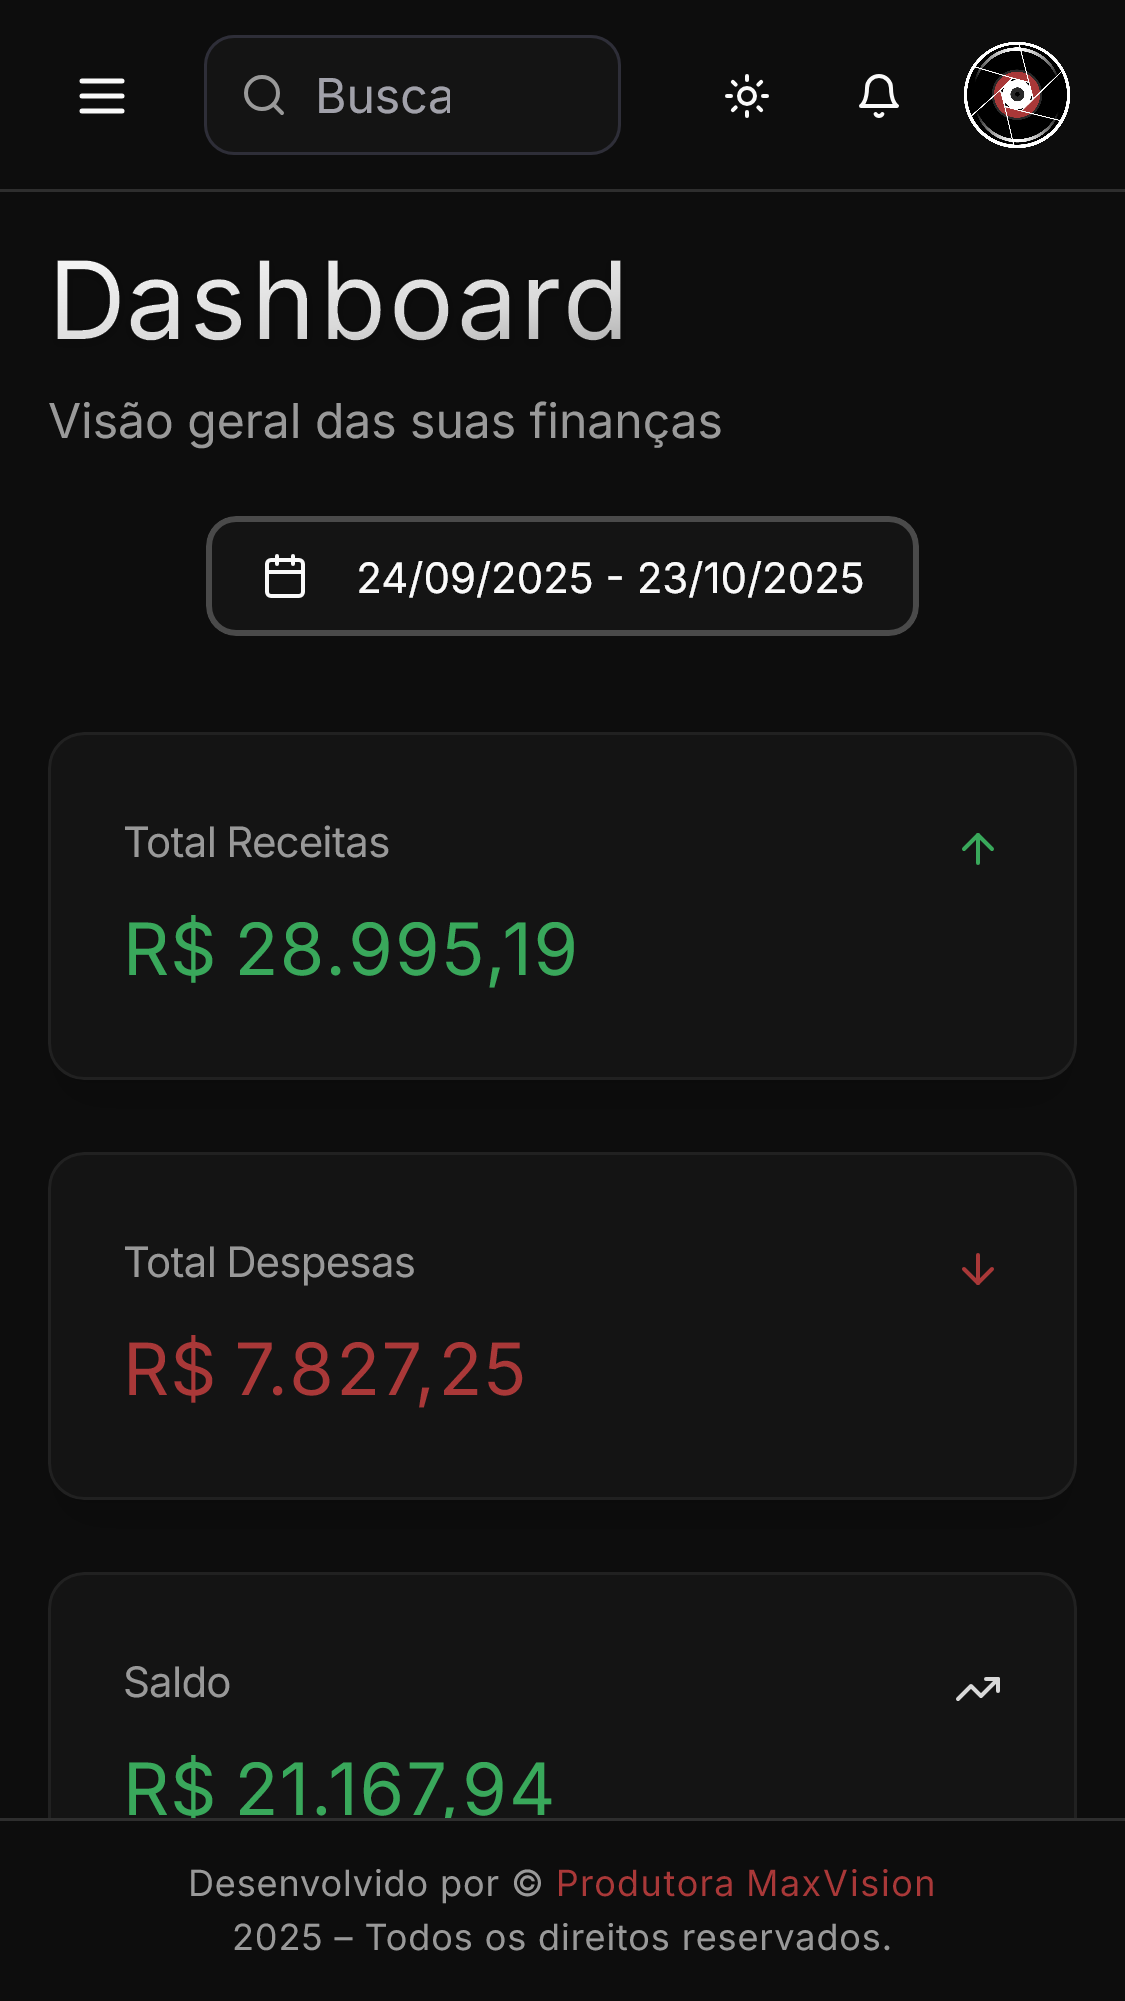 Busca
Dashboard
Visão geral das suas finanças
24/09/2025 - 23/10/2025
Total Receitas
R$ 28.995,19
Total Despesas
R$ 7.827,25
Saldo
R$ 21.167,94
Desenvolvido por © Produtora MaxVision
2025 – Todos os direitos reservados.